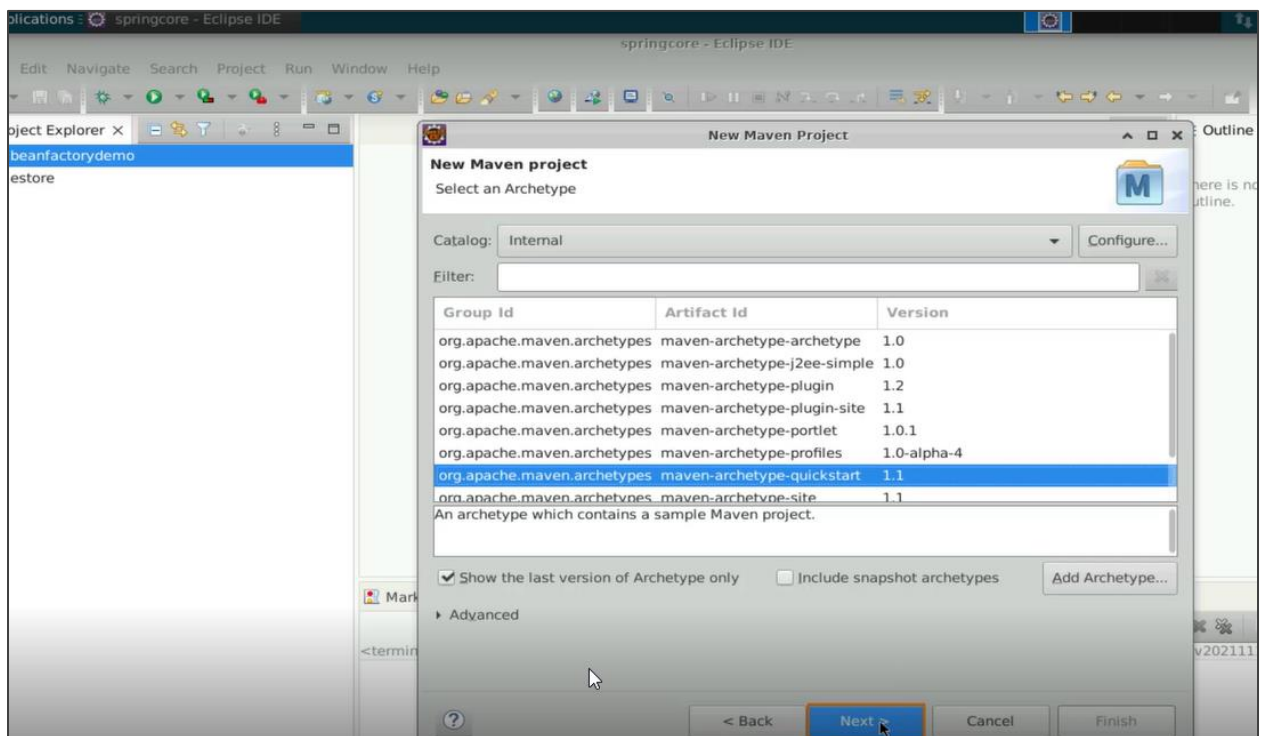 plications springcore - Eclipse IDE
springcore - Eclipse IDE
Edit Navigate Search Project Run Window Help
oject Explorer
New Maven Project
Outline
beanfactorydemo
estore
New Maven project
Select an Archetype
M
here is no
utline.
Catalog: Internal Configure...
Filter:
Group Id Artifact Id Version
org.apache.maven.archetypes maven-archetype-archetype 1.0
org.apache.maven.archetypes maven-archetype-j2ee-simple 1.0
org.apache.maven.archetypes maven-archetype-plugin 1.2
org.apache.maven.archetypes maven-archetype-plugin-site 1.1
org.apache.maven.archetypes maven-archetype-portlet 1.0.1
org.apache.maven.archetypes maven-archetype-profiles 1.0-alpha-4
org.apache.maven.archetypes maven-archetype-quickstart 1.1
org.apache.maven.archetypes maven-archetype-site 1.1
An archetype which contains a sample Maven project.
Show the last version of Archetype only Include snapshot archetypes Add Archetype...
Mark
Advanced
<termin
v202111
? < Back Next > Cancel Finish